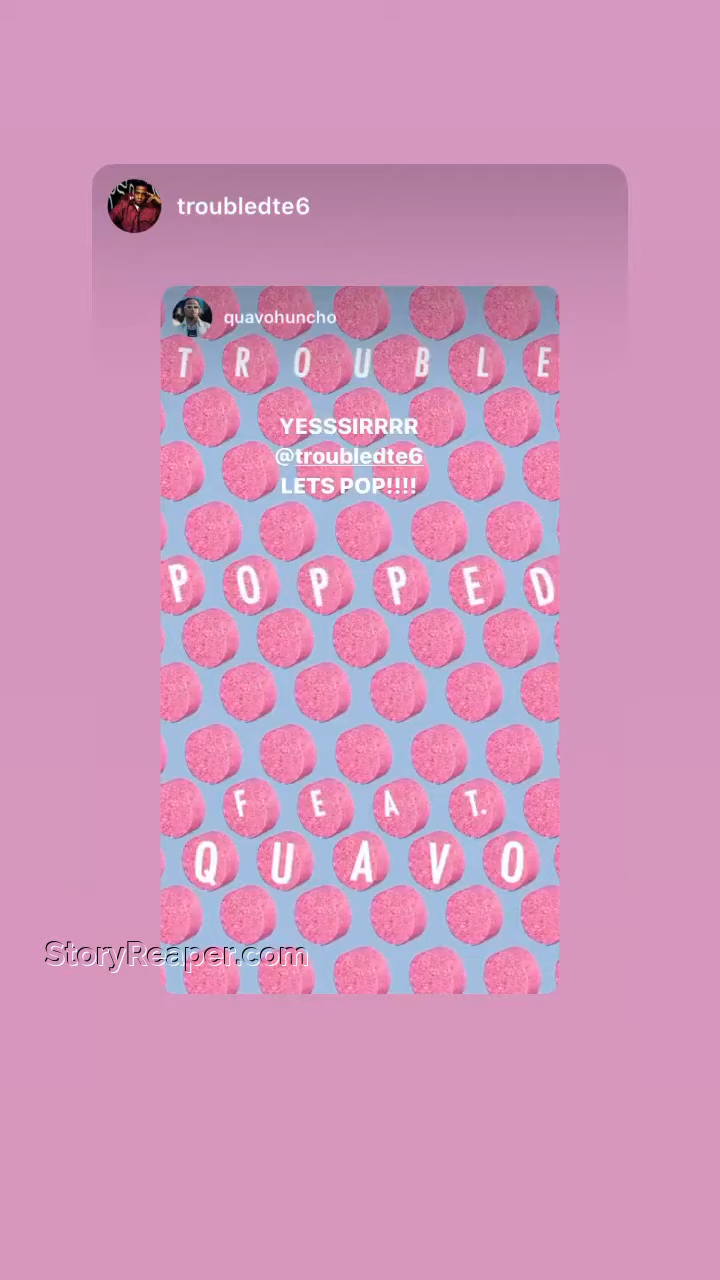 troubledte6
quavohuncho
TROUBLE
YESSSIRRRR
@troubledte6
LETS POP!!!!
POPPED
FEAT.
QUAVO
StoryReaper.com